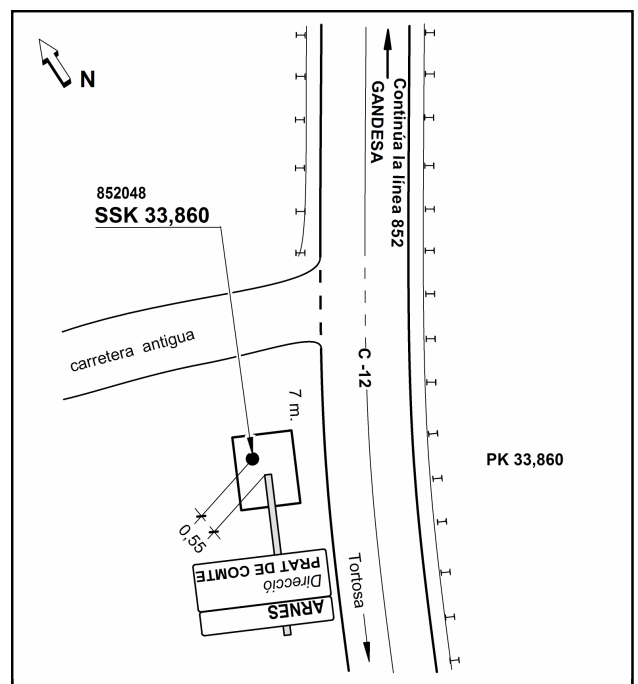 N
Continúa la línea 852
GANDESA
852048
SSK 33,860
carretera antigua
C -12
7 m.
PK 33,860
0,55
Tortosa
Direcció
PRAT DE COMTE
ARNES